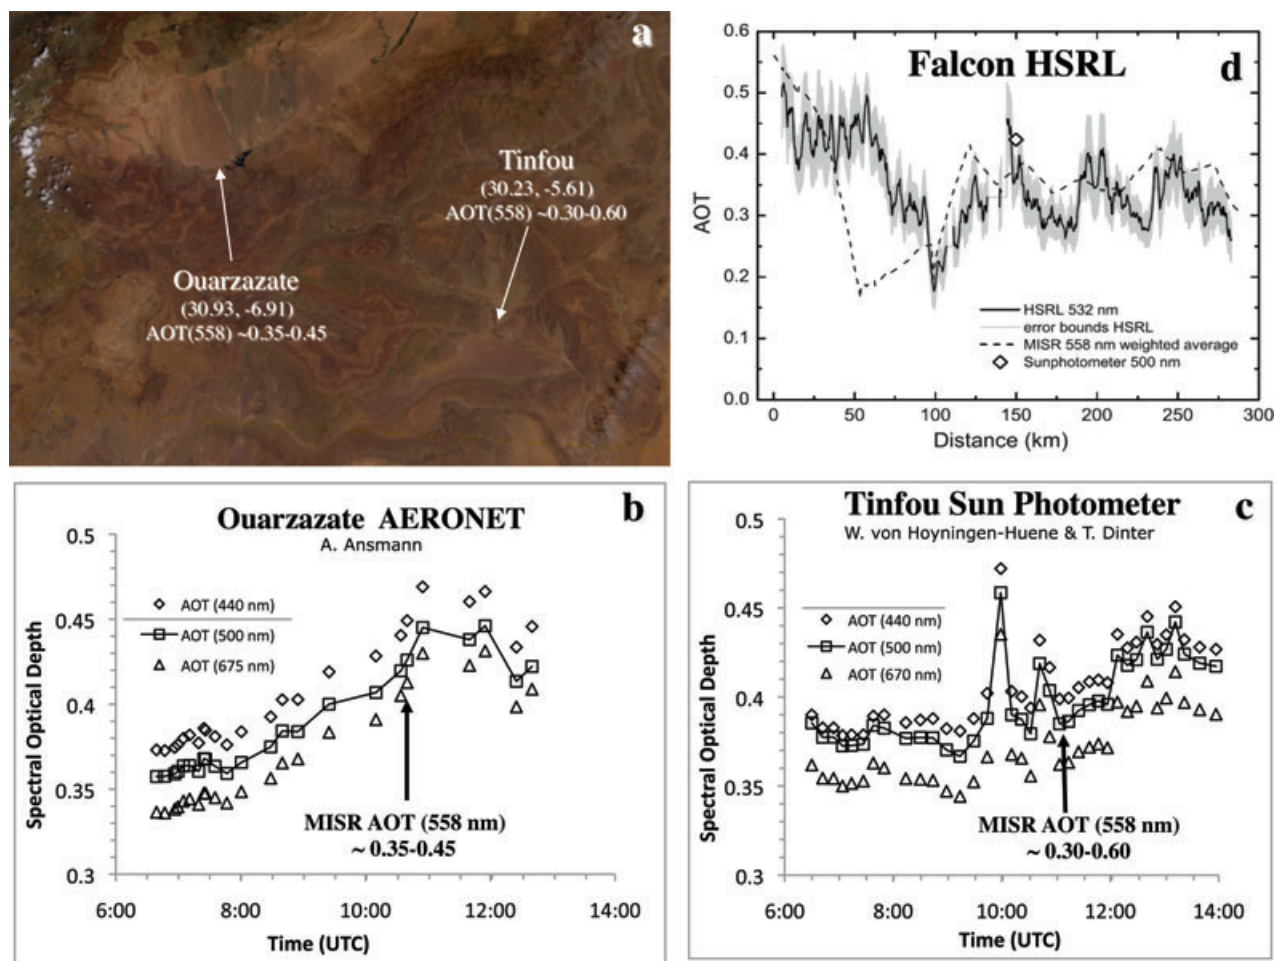 a
Tinfou
(30.23, -5.61)
AOT(558) ~0.30-0.60
Ouarzazate
(30.93, -6.91)
AOT(558) ~0.35-0.45
Falcon HSRL
d
0.6
0.5
0.4
0.3
0.2
0.1
0.0
AOT
HSRL 532 nm
error bounds HSRL
MISR 558 nm weighted average
Sunphotometer 500 nm
0 50 100 150 200 250 300
Distance (km)
Ouarzazate AERONET
b
A. Ansmann
0.5
0.45
0.4
0.35
0.3
Spectral Optical Depth
AOT (440 nm)
AOT (500 nm)
AOT (675 nm)
MISR AOT (558 nm)
~ 0.35-0.45
6:00 8:00 10:00 12:00 14:00
Time (UTC)
Tinfou Sun Photometer
c
W. von Hoyningen-Huene & T. Dinter
0.5
0.45
0.4
0.35
0.3
Spectral Optical Depth
AOT (440 nm)
AOT (500 nm)
AOT (670 nm)
MISR AOT (558 nm)
~ 0.30-0.60
6:00 8:00 10:00 12:00 14:00
Time (UTC)